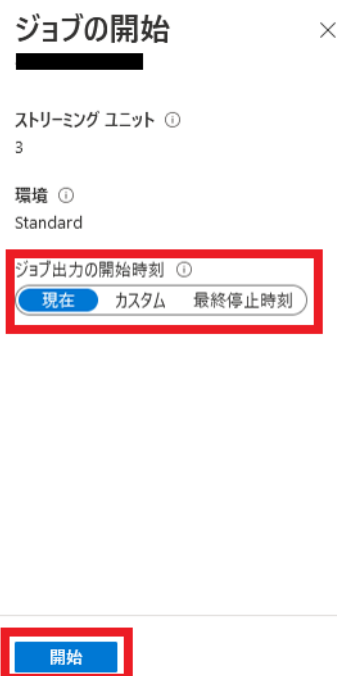 ジョブの開始
ストリーミング ユニット
3
環境
Standard
ジョブ出力の開始時刻
現在 カスタム 最終停止時刻
開始